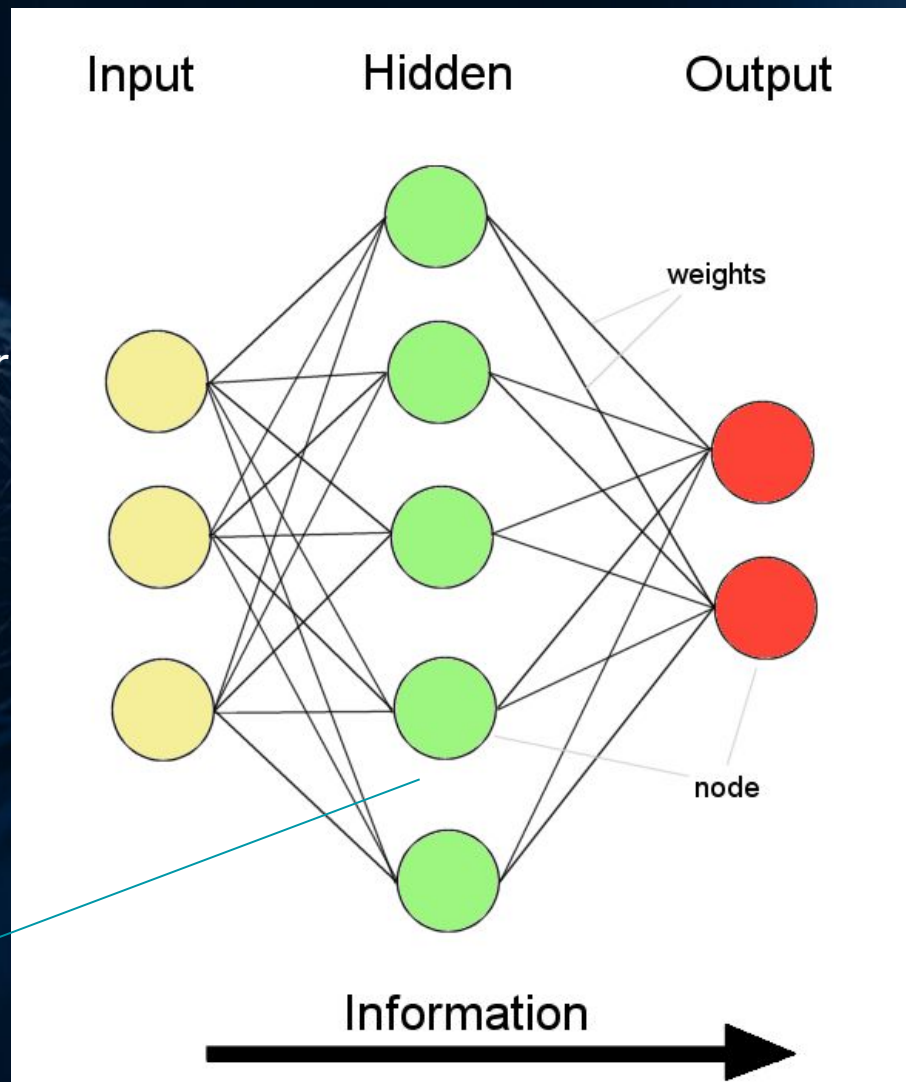 Input Hidden Output
weights
r
node
Information